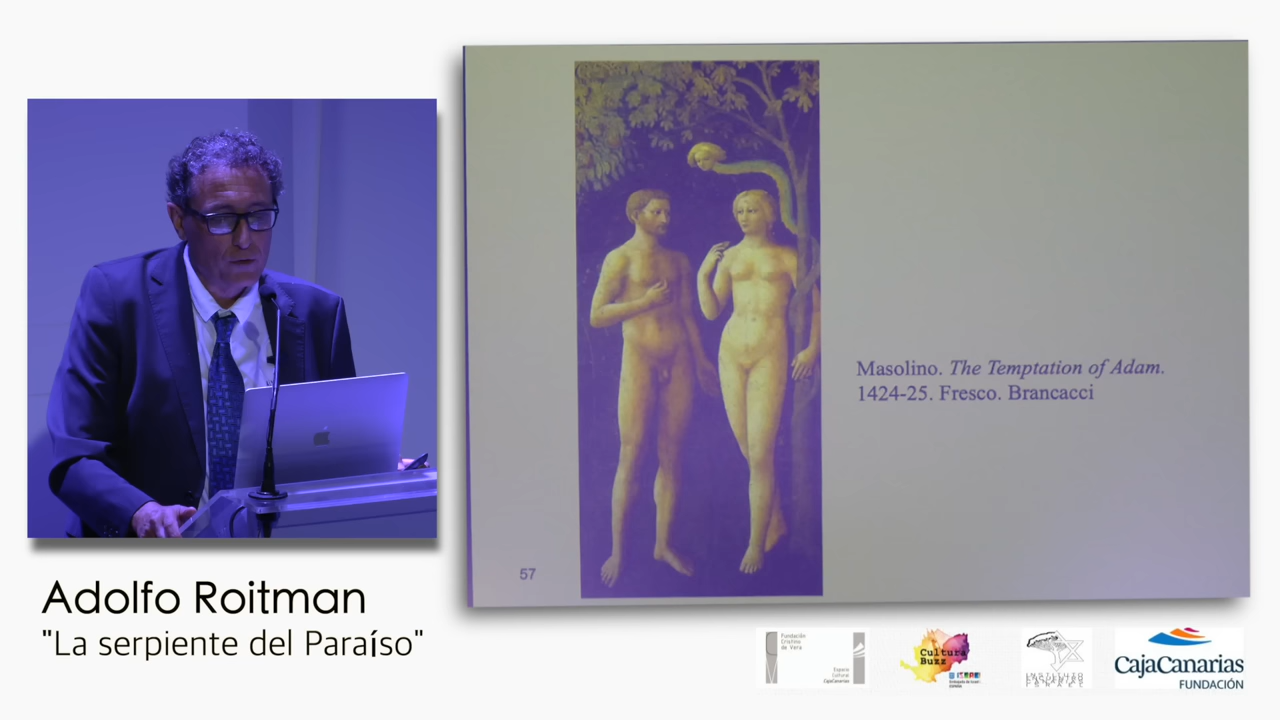 Masolino. The Temptation of Adam.
1424-25. Fresco. Brancacci
57
Adolfo Roitman
"La serpiente del Paraíso"
Fundación
Cristino
de Vera
Espacio
Cultural
CajaCanarias
Cultura
Buzz
CajaCanarias
FUNDACIÓN